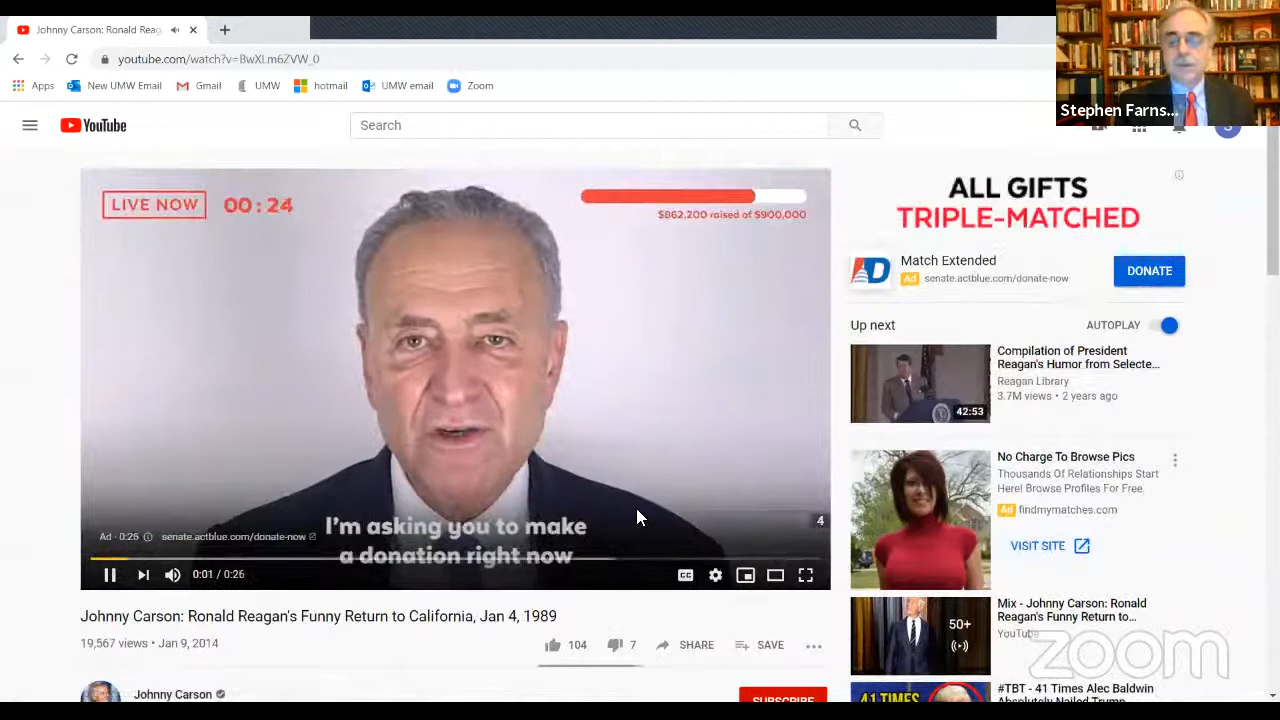 Johnny Carson: Ronald Reag
youtube.com/watch?v=BwXLm6ZVW_0
Apps
New UMW Email
Gmail
UMW
hotmail
UMW email
Zoom
Stephen Farns...
YouTube
Search
S
LIVE NOW
00:24
$862,200 raised of $900,000
I'm asking you to make
a donation right now
4
Ad · 0:25
senate.actblue.com/donate-now
0:01 / 0:26
CC
Johnny Carson: Ronald Reagan's Funny Return to California, Jan 4, 1989
19,567 views • Jan 9, 2014
104
7
SHARE
SAVE
Johnny Carson
SUBSCRIBE
ALL GIFTS
TRIPLE-MATCHED
Match Extended
Ad senate.actblue.com/donate-now
DONATE
Up next
AUTOPLAY
Compilation of President
Reagan's Humor from Selecte...
Reagan Library
3.7M views • 2 years ago
42:53
No Charge To Browse Pics
Thousands Of Relationships Start
Here! Browse Profiles For Free.
Ad findmymatches.com
VISIT SITE
50+
Mix - Johnny Carson: Ronald
Reagan's Funny Return to...
YouTube
zoom
41 TIMES
#TBT - 41 Times Alec Baldwin
Absolutely Nailed Trump